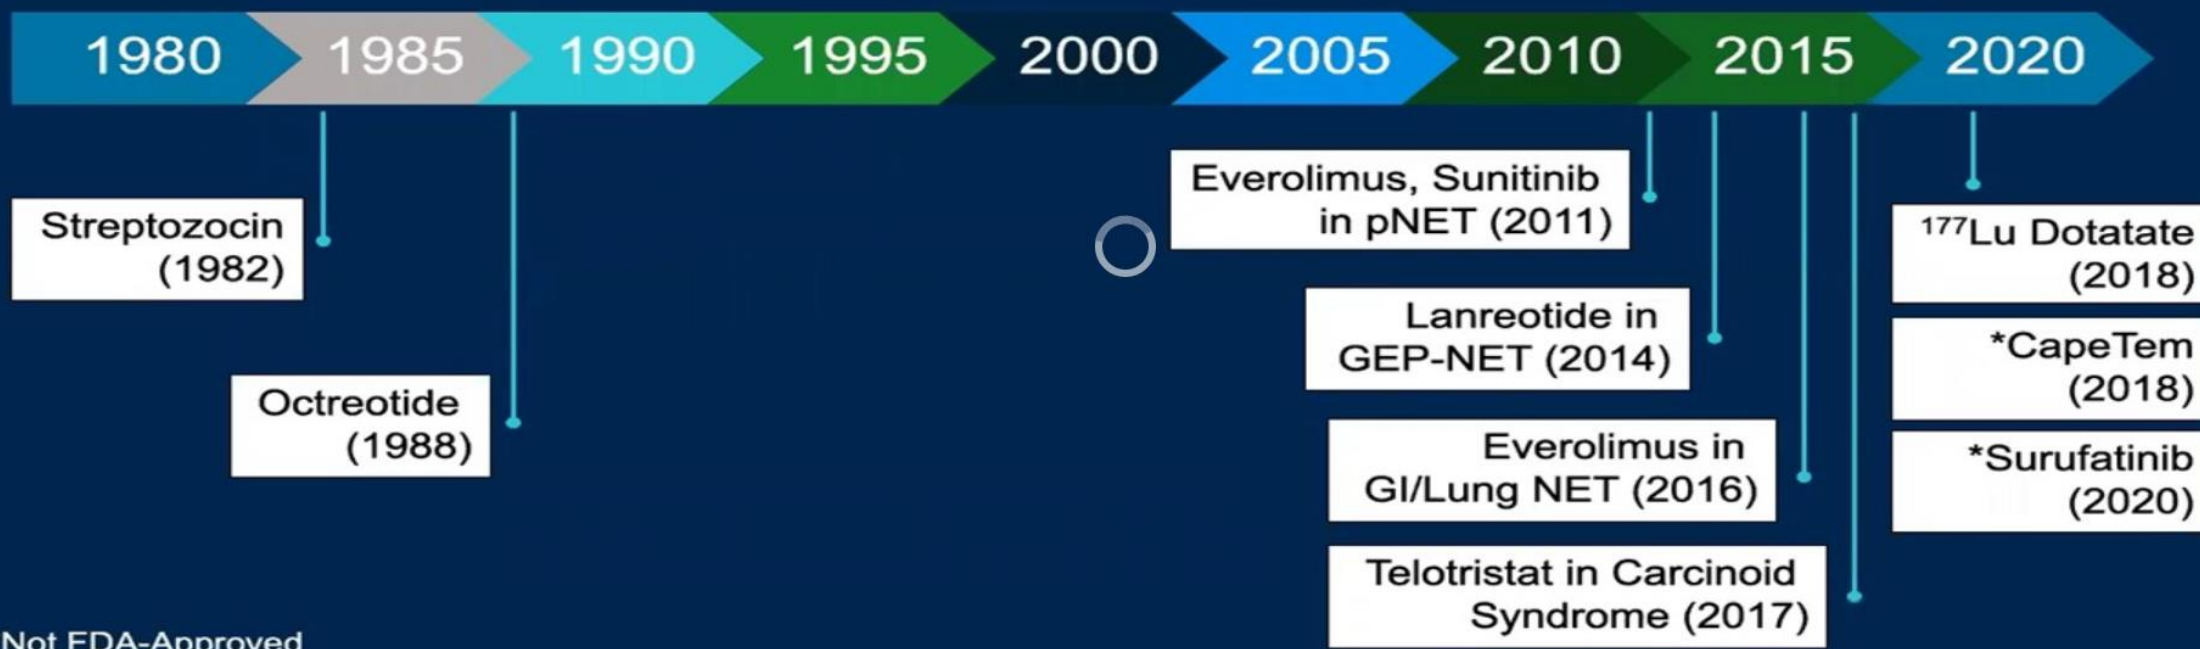 1980 1985 1990 1995 2000 2005 2010 2015 2020
Streptozocin
(1982)
Octreotide
(1988)
Everolimus, Sunitinib
in pNET (2011)
Lanreotide in
GEP-NET (2014)
Everolimus in
GI/Lung NET (2016)
Telotristat in Carcinoid
Syndrome (2017)
¹⁷⁷Lu Dotatate
(2018)
*CapeTem
(2018)
*Surufatinib
(2020)
Not FDA-Approved